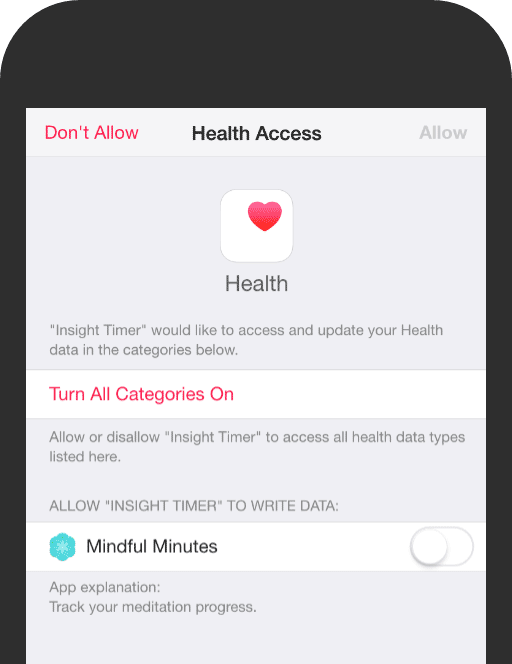 Don't Allow Health Access Allow
Health
"Insight Timer" would like to access and update your Health
data in the categories below.
Turn All Categories On
Allow or disallow "Insight Timer" to access all health data types
listed here.
ALLOW "INSIGHT TIMER" TO WRITE DATA:
Mindful Minutes
App explanation:
Track your meditation progress.